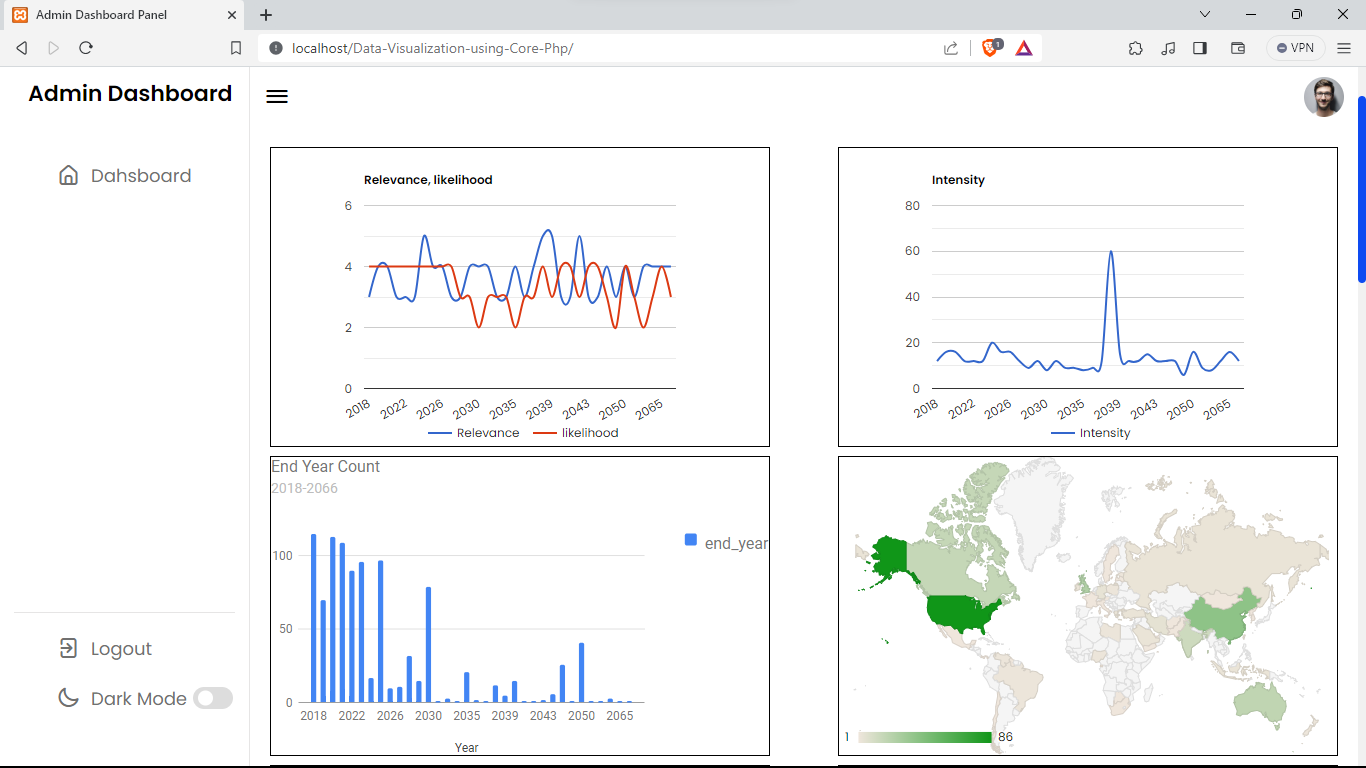 Admin Dashboard Panel
localhost/Data-Visualization-using-Core-Php/
1
VPN
Admin Dashboard
Dahsboard
Logout
Dark Mode
Relevance, likelihood
6
4
2
0
2018 2022 2026 2030 2035 2039 2043 2050 2065
Relevance likelihood
Intensity
80
60
40
20
0
2018 2022 2026 2030 2035 2039 2043 2050 2065
Intensity
End Year Count
2018-2066
end_year
100
50
0
2018 2022 2026 2030 2035 2039 2043 2050 2065
Year
1 86